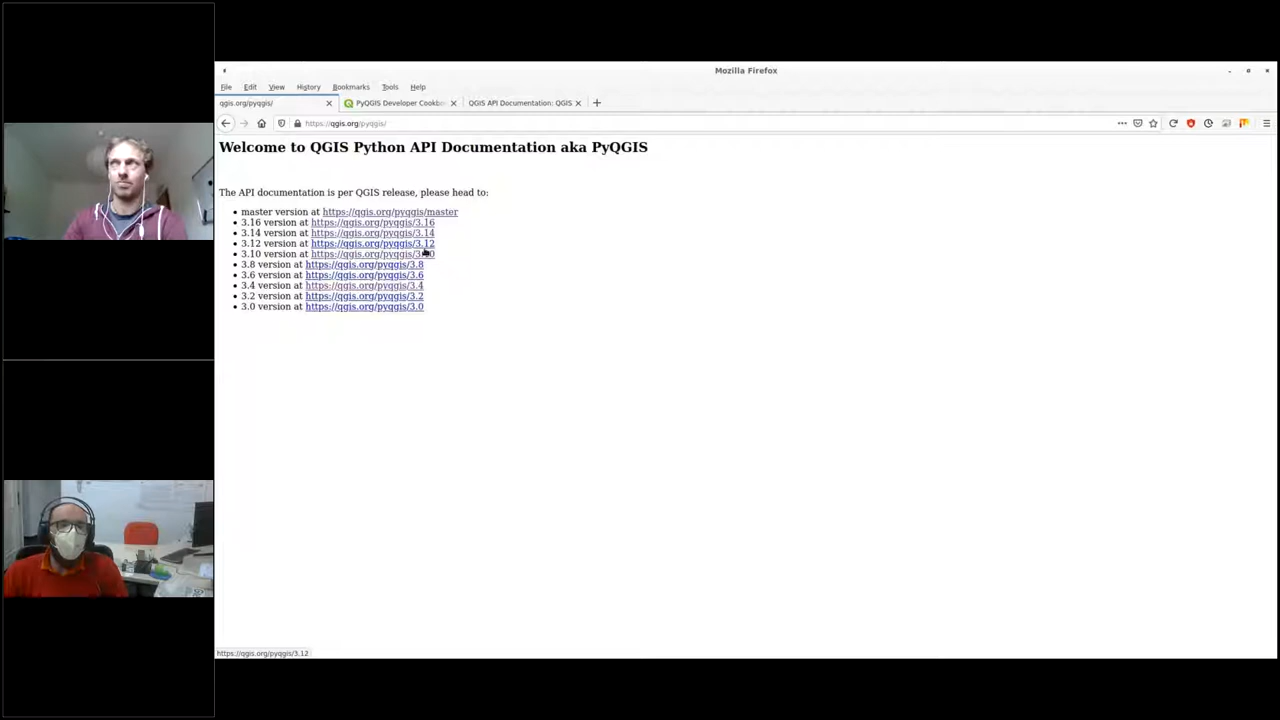 Mozilla Firefox
File Edit View History Bookmarks Tools Help
qgis.org/pyqgis/ PyQGIS Developer Cookbo QGIS API Documentation: QGIS
https://qgis.org/pyqgis/
Welcome to QGIS Python API Documentation aka PyQGIS
The API documentation is per QGIS release, please head to:
• master version at https://qgis.org/pyqgis/master
• 3.16 version at https://qgis.org/pyqgis/3.16
• 3.14 version at https://qgis.org/pyqgis/3.14
• 3.12 version at https://qgis.org/pyqgis/3.12
• 3.10 version at https://qgis.org/pyqgis/3.10
• 3.8 version at https://qgis.org/pyqgis/3.8
• 3.6 version at https://qgis.org/pyqgis/3.6
• 3.4 version at https://qgis.org/pyqgis/3.4
• 3.2 version at https://qgis.org/pyqgis/3.2
• 3.0 version at https://qgis.org/pyqgis/3.0
https://qgis.org/pyqgis/3.12